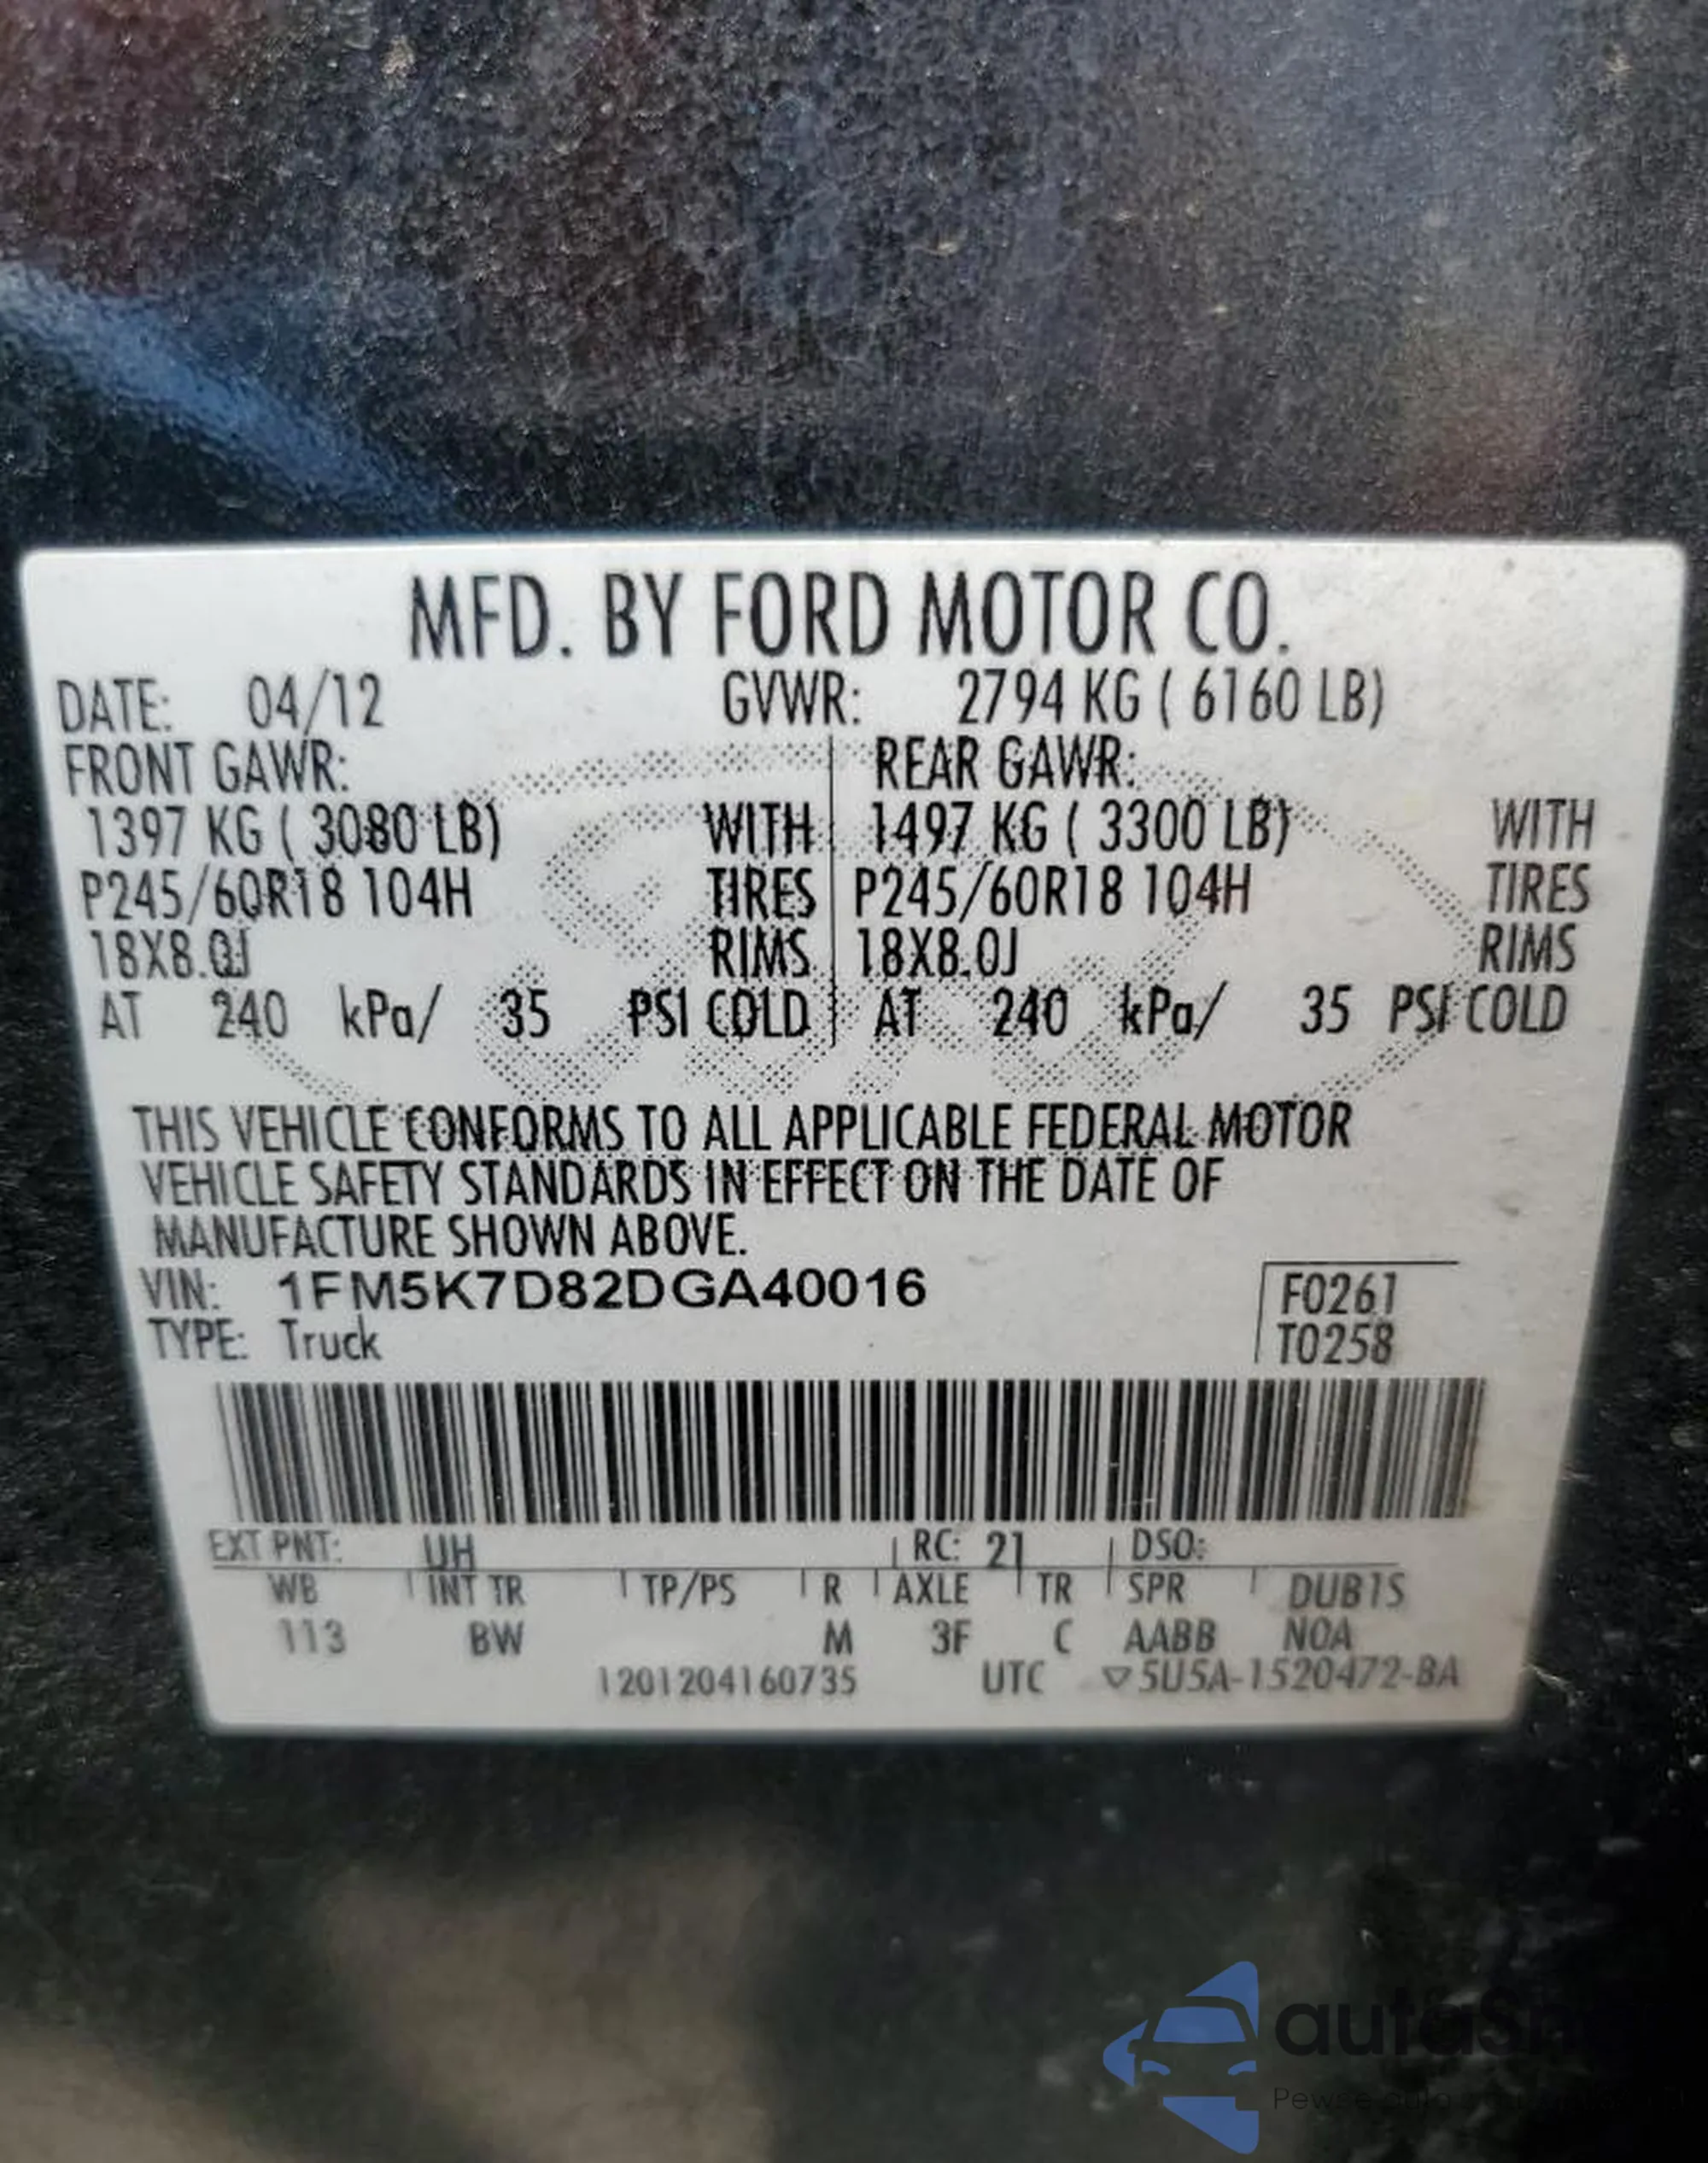 MFD. BY FORD MOTOR CO.
DATE: 04/12 GVWR: 2794 KG ( 6160 LB)
FRONT GAWR: REAR GAWR:
1397 KG ( 3080 LB) WITH 1497 KG ( 3300 LB) WITH
P245/60R18 104H TIRES P245/60R18 104H TIRES
18X8.0J RIMS 18X8.0J RIMS
AT 240 kPa/ 35 PSI COLD AT 240 kPa/ 35 PSI COLD
THIS VEHICLE CONFORMS TO ALL APPLICABLE FEDERAL MOTOR
VEHICLE SAFETY STANDARDS IN EFFECT ON THE DATE OF
MANUFACTURE SHOWN ABOVE.
VIN: 1FM5K7D82DGA40016 F0261
TYPE: Truck T0258
EXT PNT: UH RC: 21 DSO:
WB INT TR TP/PS R AXLE TR SPR DUB1S
113 BW M 3F C AABB NOA
1201204160735 UTC ▽5U5A-1520472-BA
Pewne auto